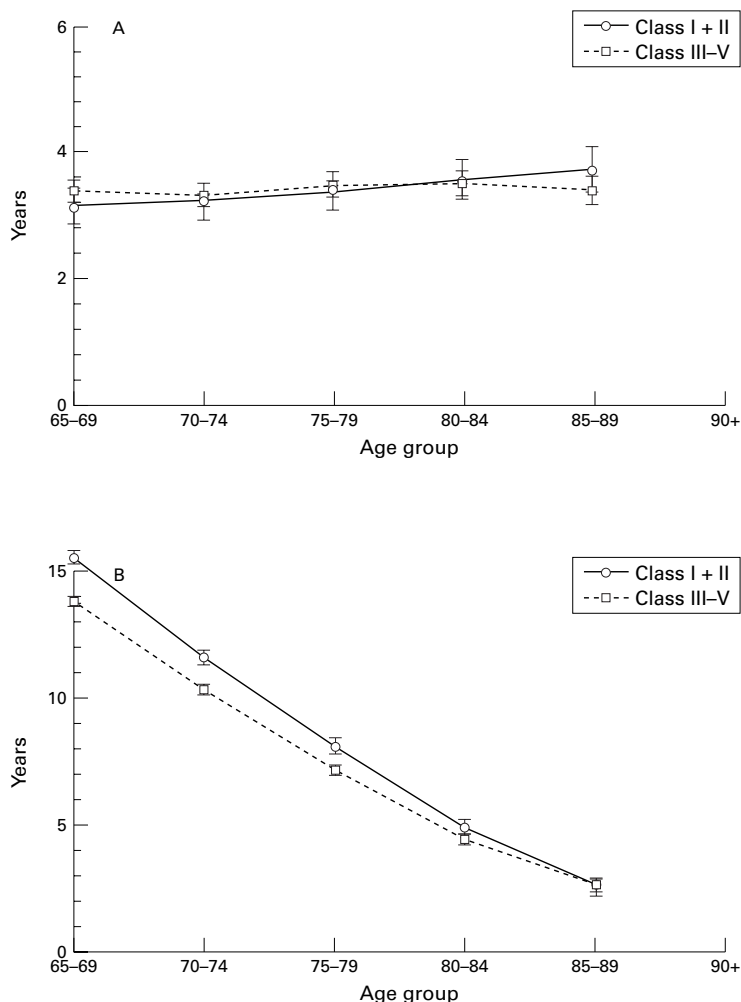 6
A
Class I + II
Class III–V
4
Years
2
0
65–69
70–74
75–79
80–84
85–89
90+
Age group
15
B
Class I + II
Class III–V
10
Years
5
0
65–69
70–74
75–79
80–84
85–89
90+
Age group